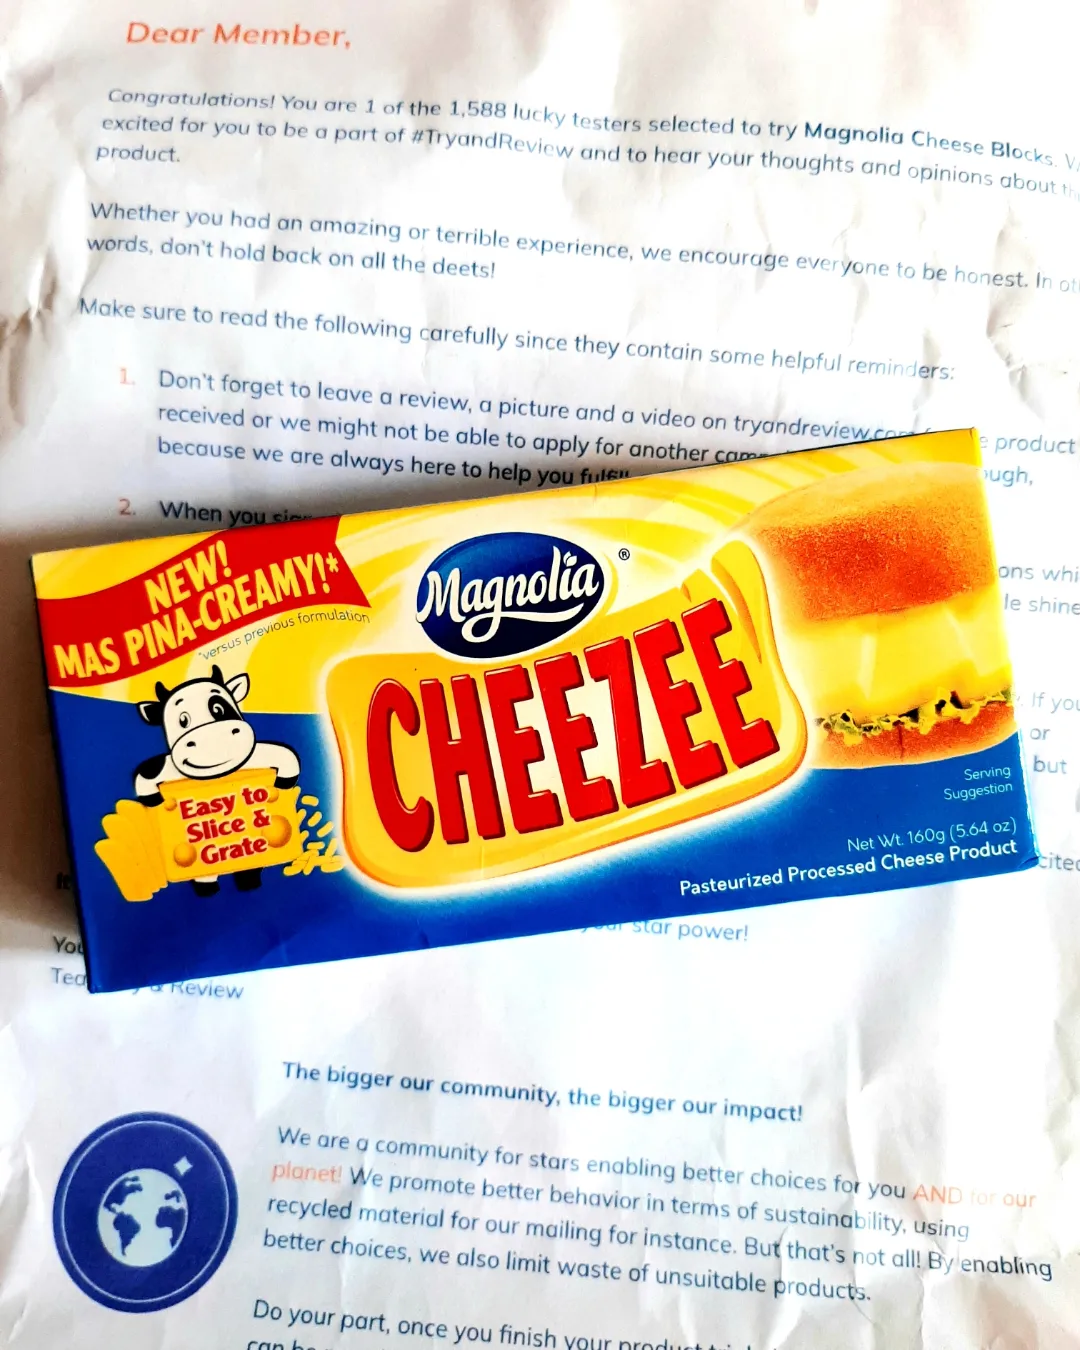 Dear Member,
Congratulations! You are 1 of the 1,588 lucky testers selected to try Magnolia Cheese Blocks.
excited for you to be a part of #TryandReview and to hear your thoughts and opinions about
product.
Whether you had an amazing or terrible experience, we encourage everyone to be honest. In
words, don't hold back on all the deets!
Make sure to read the following carefully since they contain some helpful reminders:
1. Don't forget to leave a review, a picture and a video on tryandreview.com product
received or we might not be able to apply for another
because we are always here to help you
2. When you
ons whi
le shine
If you
or
but
NEW!
MAS PINA-CREAMY!*
*versus previous formulation
Magnolia ®
CHEEZEE
Easy to
Slice &
Grate
Serving
Suggestion
Net Wt. 160g (5.64 oz)
Pasteurized Processed Cheese Product
star power!
Review
The bigger our community, the bigger our impact!
We are a community for stars enabling better choices for you AND for our
planet! We promote better behavior in terms of sustainability, using
recycled material for our mailing for instance. But that's not all! By enabling
better choices, we also limit waste of unsuitable products.
Do your part, once you finish your product